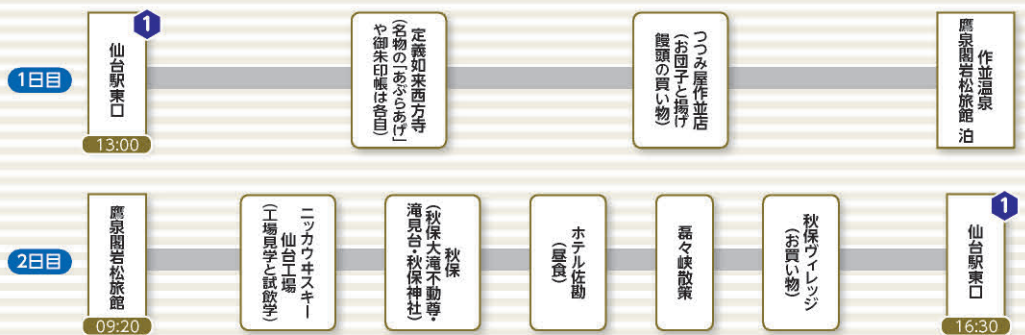 1日目
1
仙台駅東口
13:00
定義如来西方寺
(名物の「あぶらあげ」
や御朱印帳は各自)
つつみ屋作並店
(お団子と揚げ
饅頭の買い物)
作並温泉
鷹泉閣岩松旅館 泊
2日目
鷹泉閣岩松旅館
09:20
ニッカウヰスキー
仙台工場
(工場見学と試飲学)
秋保
(秋保大滝不動尊・
滝見台・秋保神社)
ホテル佐勘
(昼食)
磊々峡散策
秋保ヴィレッジ
(お買い物)
1
仙台駅東口
16:30